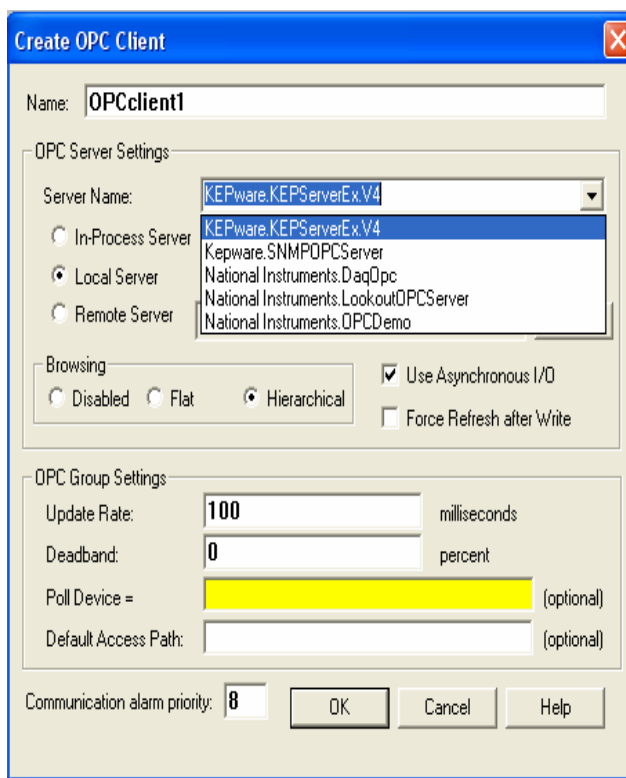 Create OPC Client
Name: OPCclient1
OPC Server Settings
Server Name: KEPware.KEPServerEx.V4
KEPware.KEPServerEx.V4
Kepware.SNMPOPCServer
National Instruments.DaqOpc
National Instruments.LookoutOPCServer
National Instruments.OPCDemo
In-Process Server
Local Server
Remote Server
Browsing
Disabled Flat Hierarchical
Use Asynchronous I/O
Force Refresh after Write
OPC Group Settings
Update Rate: 100 milliseconds
Deadband: 0 percent
Poll Device = (optional)
Default Access Path: (optional)
Communication alarm priority: 8 OK Cancel Help